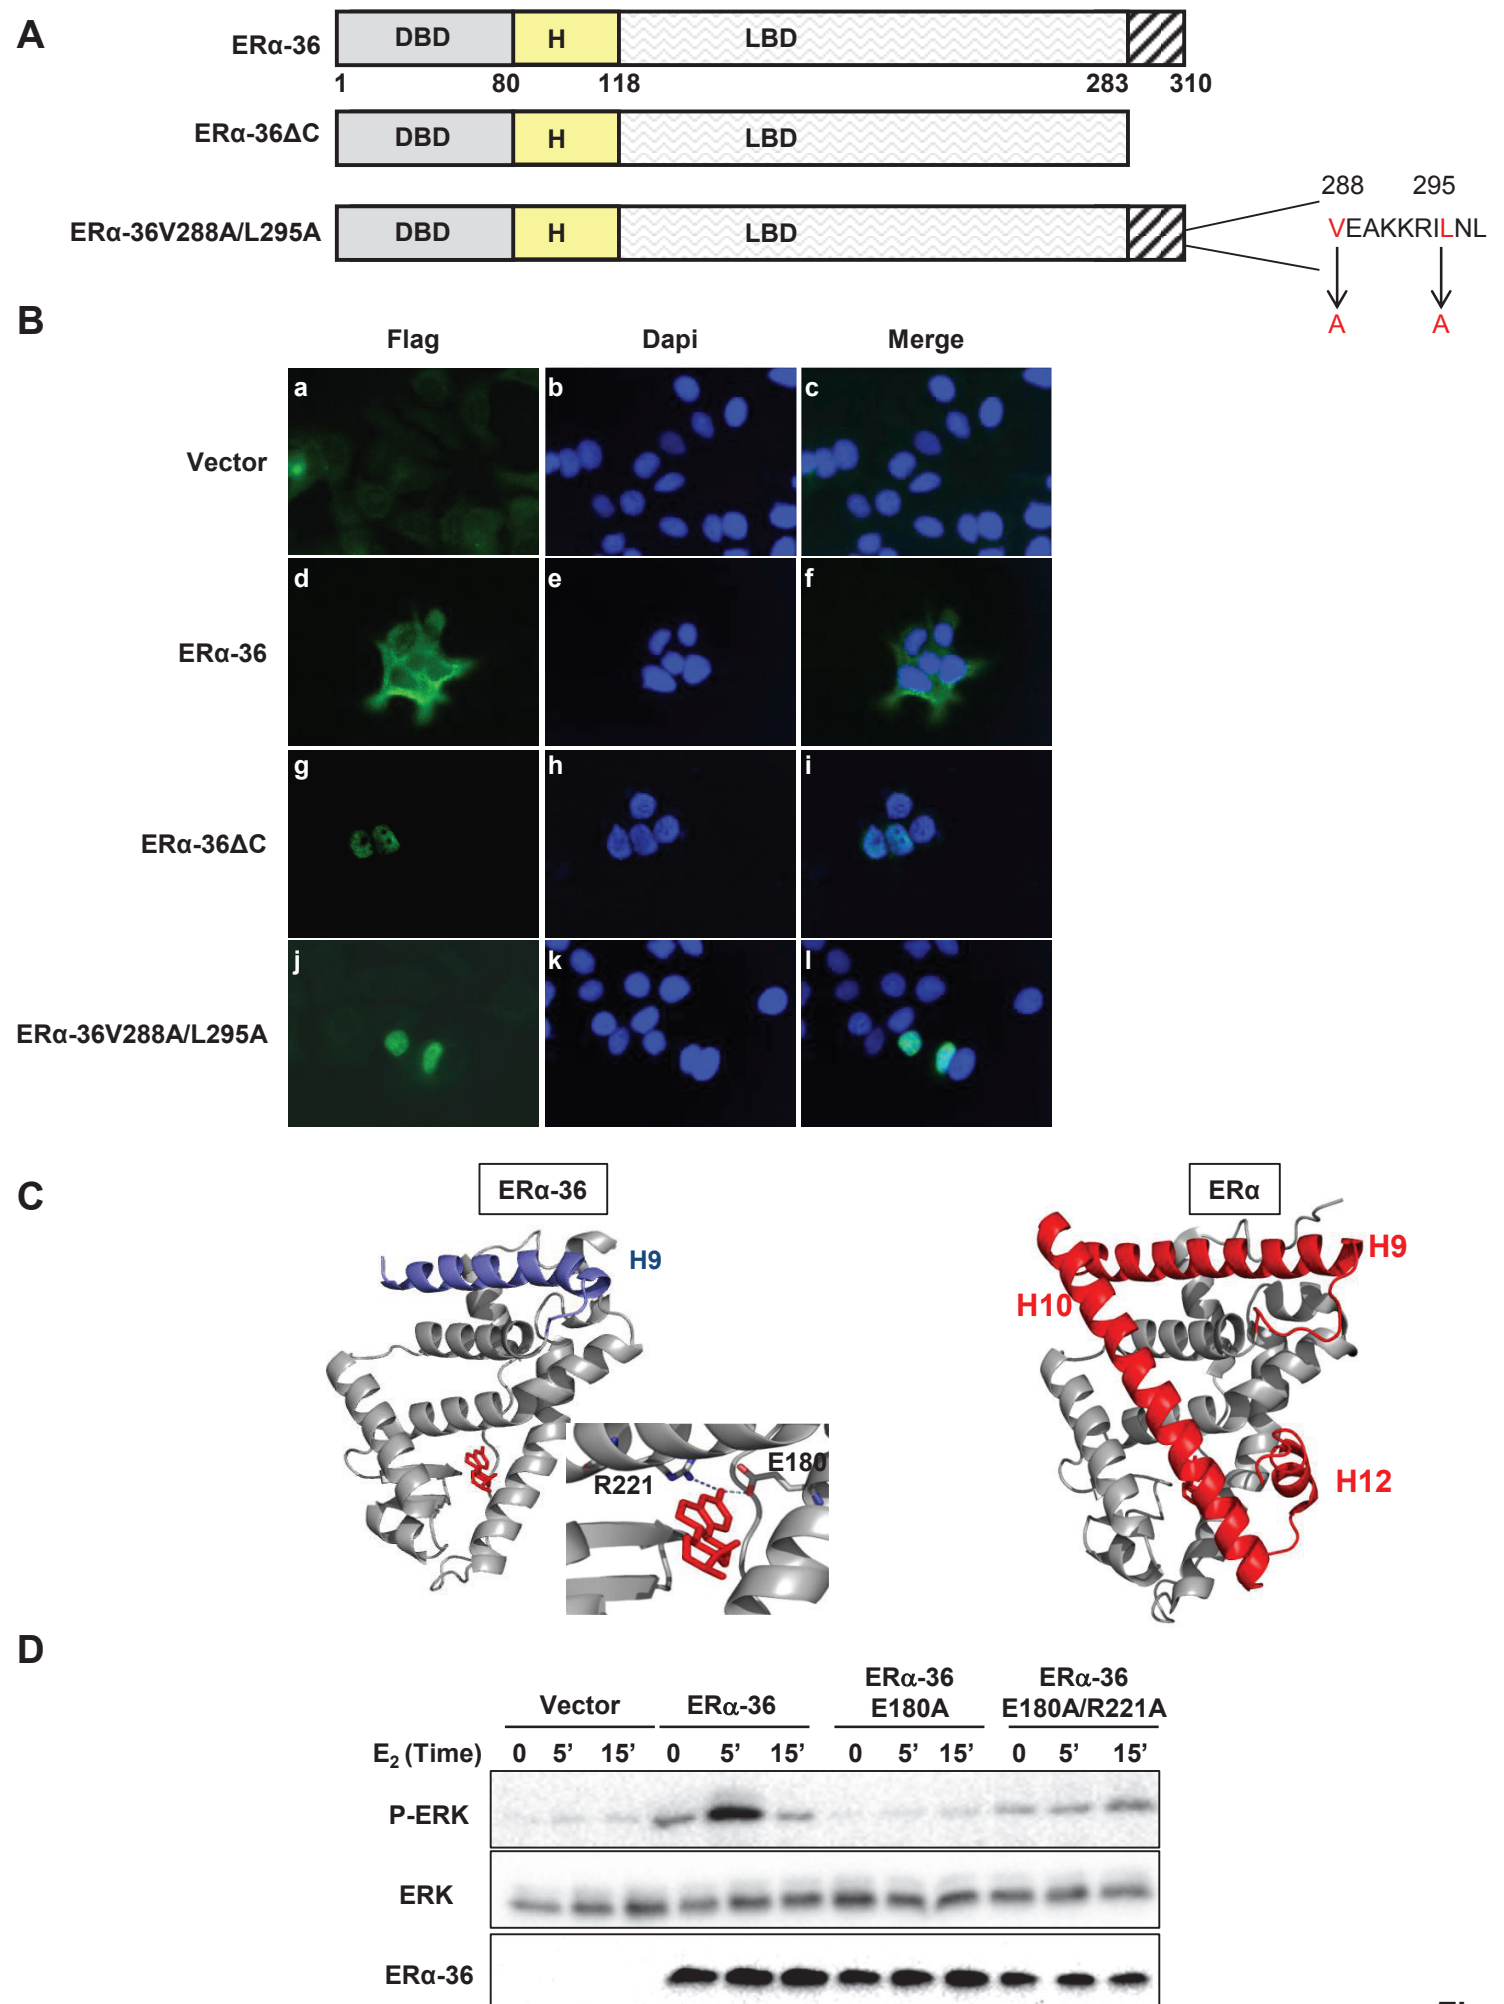 A
ERα-36
DBD H LBD
1 80 118 283 310
ERα-36ΔC
DBD H LBD
288 295
ERα-36V288A/L295A
DBD H LBD
VEAKKRILNL
A A
B
Flag Dapi Merge
Vector
a b c
ERα-36
d e f
ERα-36ΔC
g h i
ERα-36V288A/L295A
j k l
C
ERα-36 ERα
H9 H9
H10
R221 E180
H12
D
Vector ERα-36 ERα-36 E180A ERα-36 E180A/R221A
E2 (Time) 0 5’ 15’ 0 5’ 15’ 0 5’ 15’ 0 5’ 15’
P-ERK
ERK
ERα-36